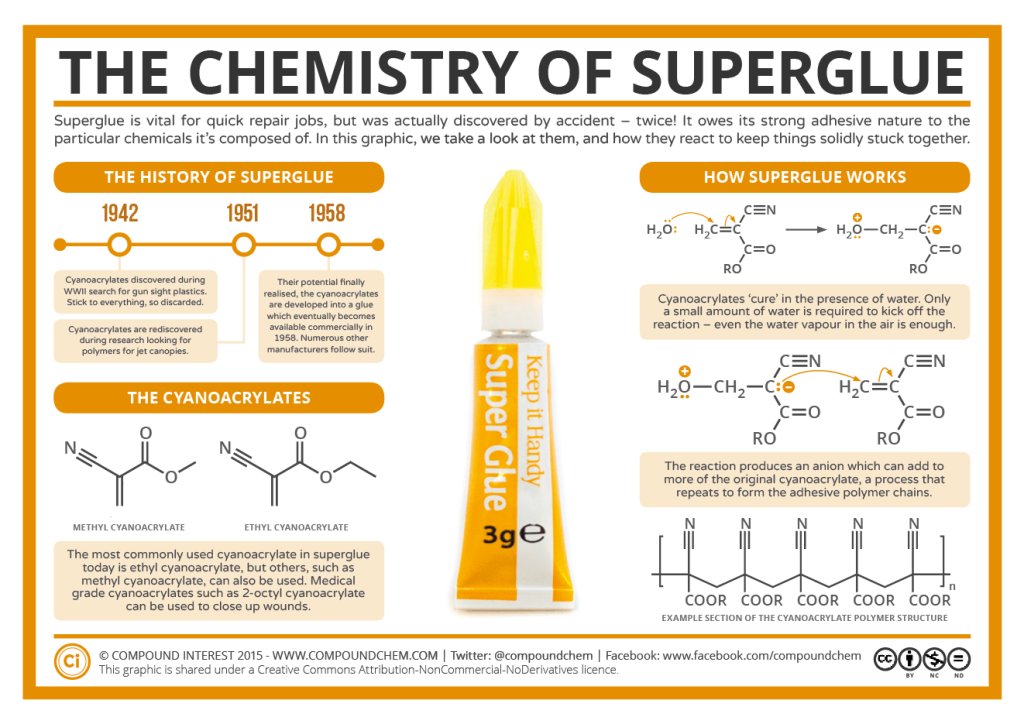 THE CHEMISTRY OF SUPERGLUE
Superglue is vital for quick repair jobs, but was actually discovered by accident – twice! It owes its strong adhesive nature to the
particular chemicals it's composed of. In this graphic, we take a look at them, and how they react to keep things solidly stuck together.
THE HISTORY OF SUPERGLUE
1942
1951
1958
Cyanoacrylates discovered during
WWII search for gun sight plastics.
Stick to everything, so discarded.
Cyanoacrylates are rediscovered
during research looking for
polymers for jet canopies.
Their potential finally
realised, the cyanoacrylates
are developed into a glue
which eventually becomes
available commercially in
1958. Numerous other
manufacturers follow suit.
THE CYANOACRYLATES
N
O
O
METHYL CYANOACRYLATE
N
O
O
ETHYL CYANOACRYLATE
The most commonly used cyanoacrylate in superglue
today is ethyl cyanoacrylate, but others, such as
methyl cyanoacrylate, can also be used. Medical
grade cyanoacrylates such as 2-octyl cyanoacrylate
can be used to close up wounds.
Keep it Handy
Super Glue
3g e
HOW SUPERGLUE WORKS
H₂O: H₂C=C C≡N C=O RO
H₂O—CH₂—C: C≡N C=O RO
Cyanoacrylates 'cure' in the presence of water. Only
a small amount of water is required to kick off the
reaction – even the water vapour in the air is enough.
H₂O—CH₂—C: C≡N C=O RO
H₂C=C C≡N C=O RO
The reaction produces an anion which can add to
more of the original cyanoacrylate, a process that
repeats to form the adhesive polymer chains.
N N N N N
n
COOR COOR COOR COOR COOR
EXAMPLE SECTION OF THE CYANOACRYLATE POLYMER STRUCTURE
Ci
© COMPOUND INTEREST 2015 - WWW.COMPOUNDCHEM.COM | Twitter: @compoundchem | Facebook: www.facebook.com/compoundchem
This graphic is shared under a Creative Commons Attribution-NonCommercial-NoDerivatives licence.
cc
BY NC ND